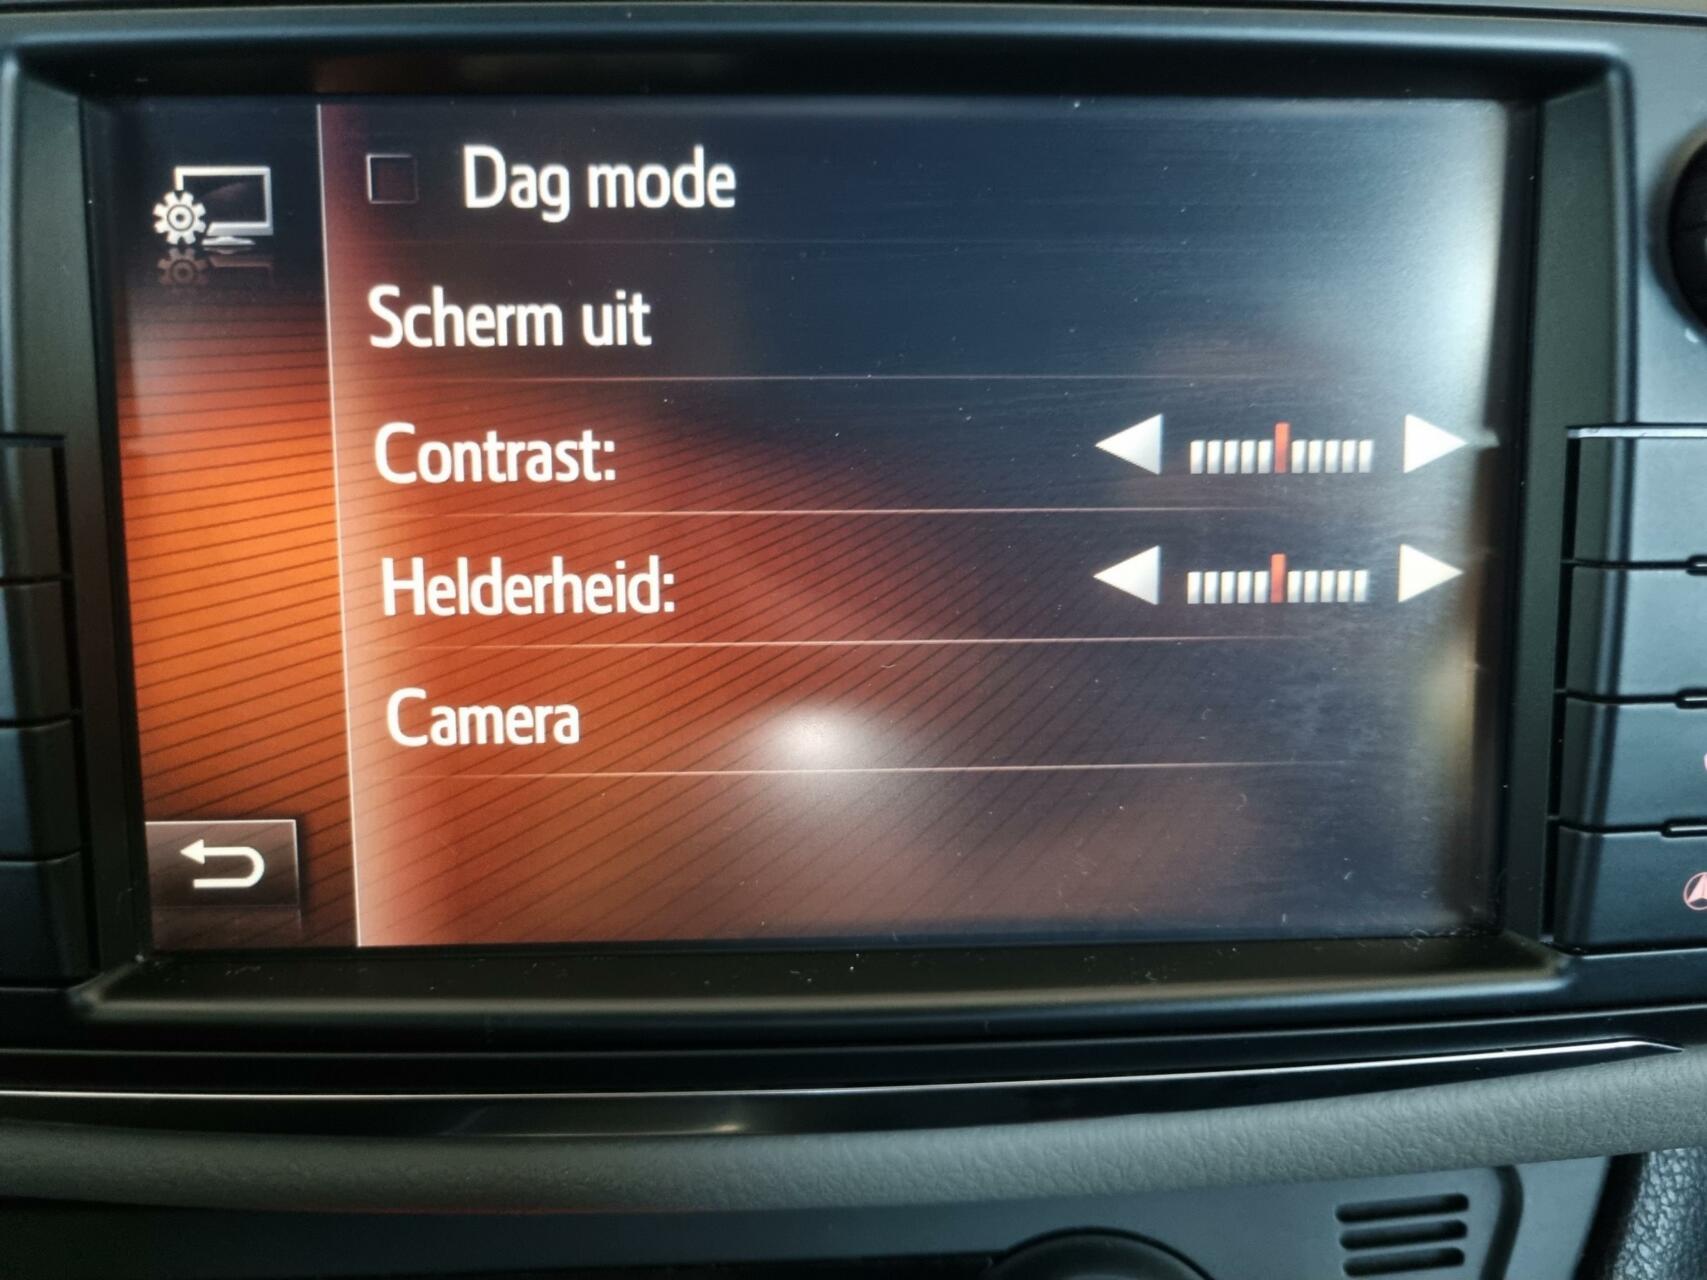 Dag mode
Scherm uit
Contrast:
Helderheid:
Camera